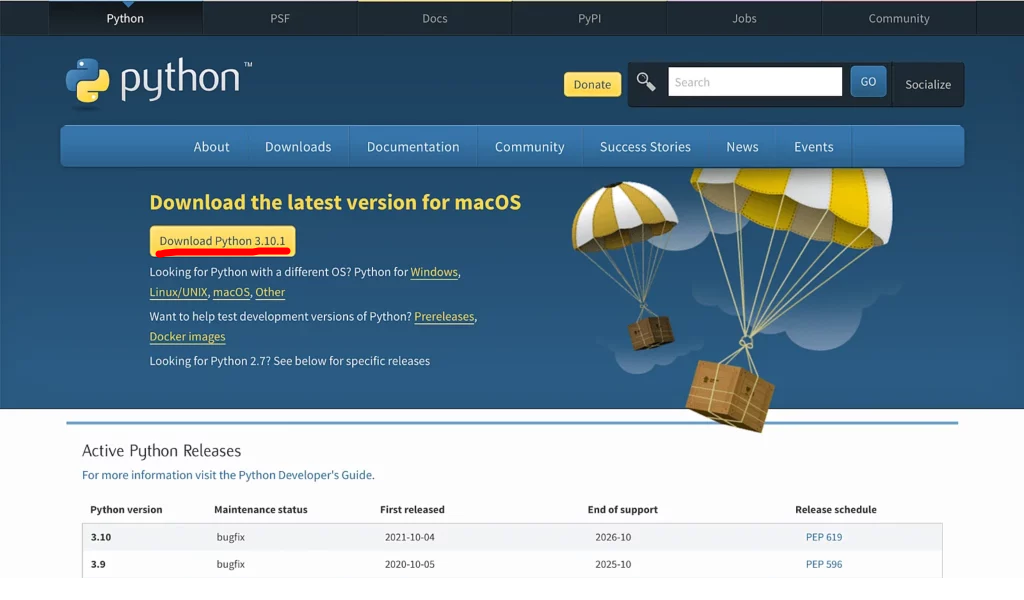 Python PSF Docs PyPI Jobs Community
python™
Donate Search GO Socialize
About Downloads Documentation Community Success Stories News Events
Download the latest version for macOS
Download Python 3.10.1
Looking for Python with a different OS? Python for Windows,
Linux/UNIX, macOS, Other
Want to help test development versions of Python? Prereleases,
Docker images
Looking for Python 2.7? See below for specific releases
Active Python Releases
For more information visit the Python Developer's Guide.
Python version Maintenance status First released End of support Release schedule
3.10 bugfix 2021-10-04 2026-10 PEP 619
3.9 bugfix 2020-10-05 2025-10 PEP 596